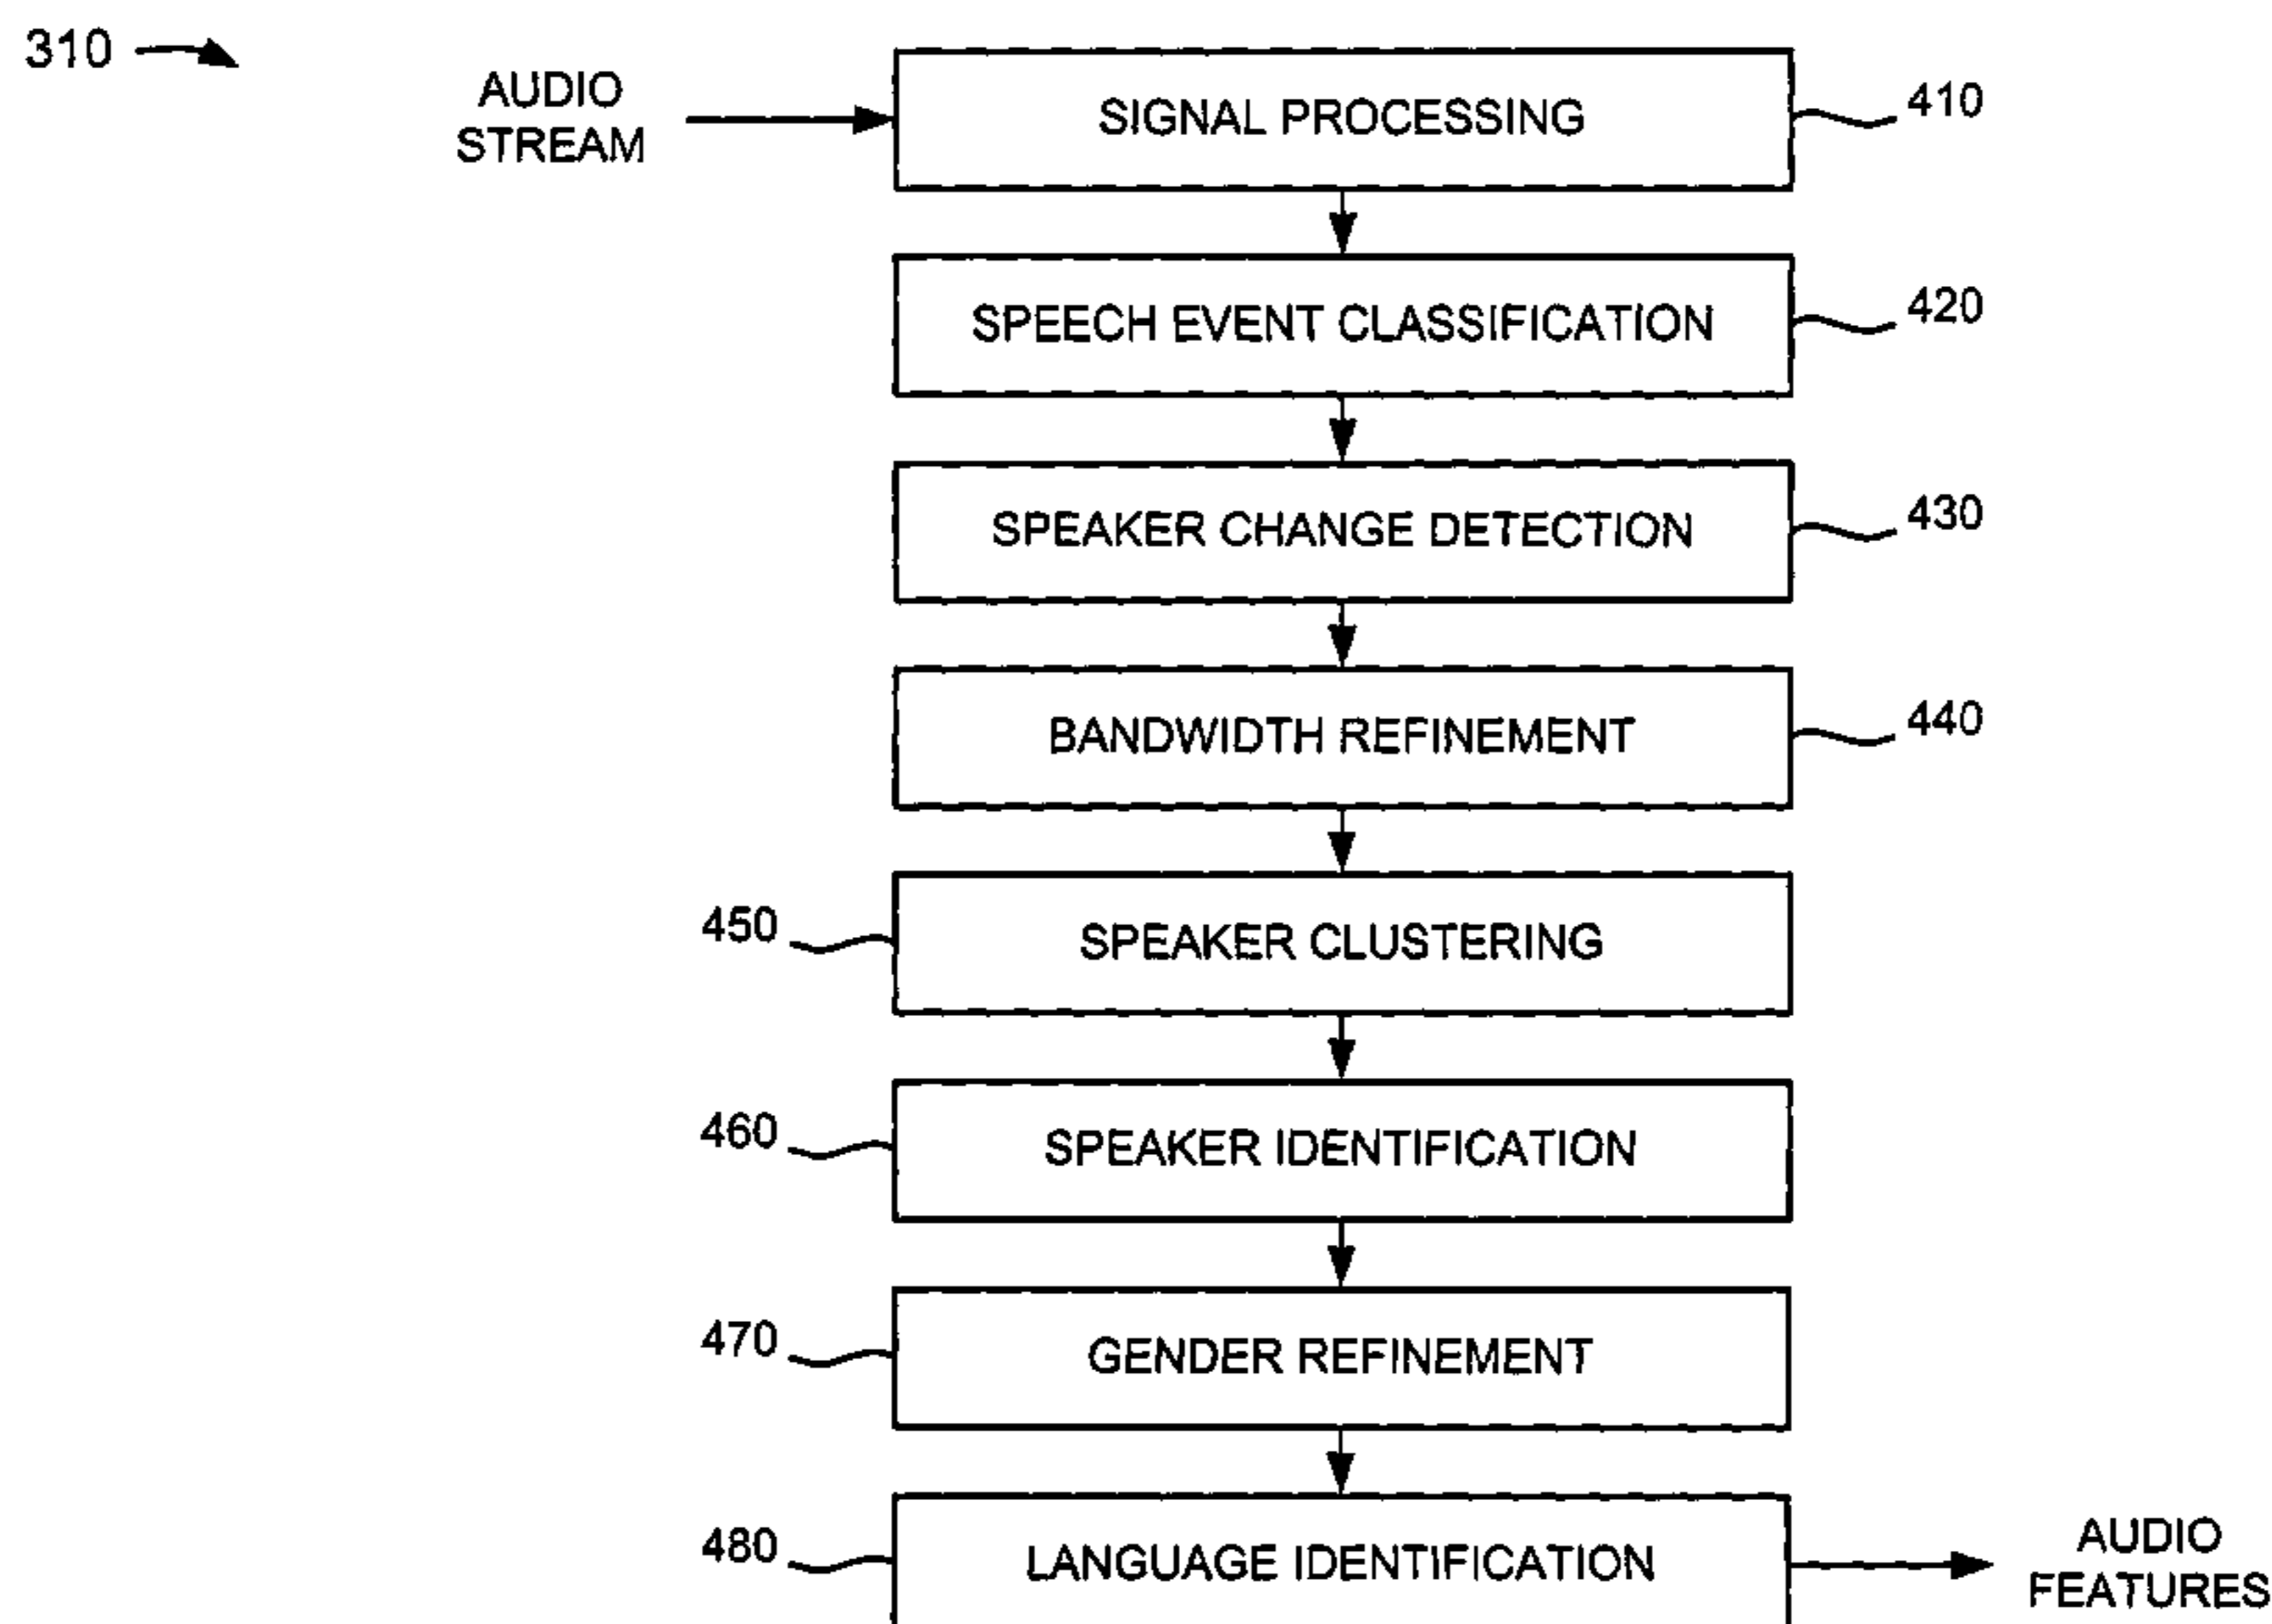 310
AUDIO
STREAM
SIGNAL PROCESSING
410
SPEECH EVENT CLASSIFICATION
420
SPEAKER CHANGE DETECTION
430
BANDWIDTH REFINEMENT
440
450
SPEAKER CLUSTERING
460
SPEAKER IDENTIFICATION
470
GENDER REFINEMENT
480
LANGUAGE IDENTIFICATION
AUDIO
FEATURES